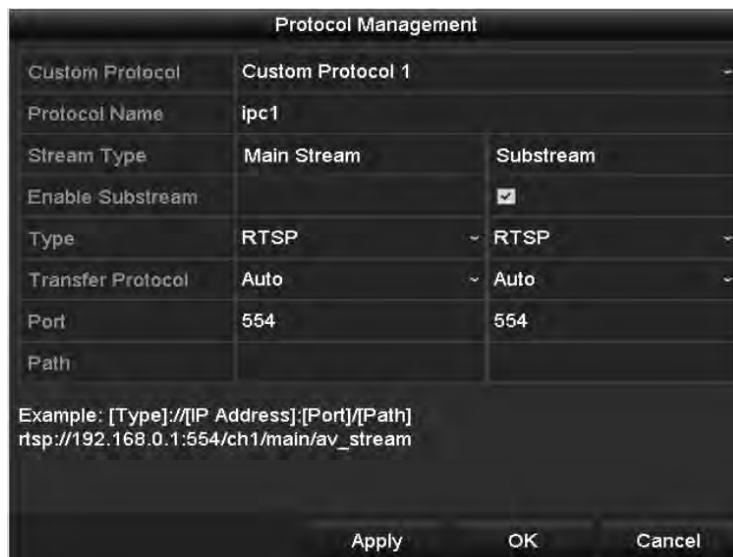 Protocol Management
Custom Protocol Custom Protocol 1
Protocol Name ipc1
Stream Type Main Stream Substream
Enable Substream
Type RTSP RTSP
Transfer Protocol Auto Auto
Port 554 554
Path
Example: [Type]://[IP Address]:[Port]/[Path]
rtsp://192.168.0.1:554/ch1/main/av_stream
Apply OK Cancel